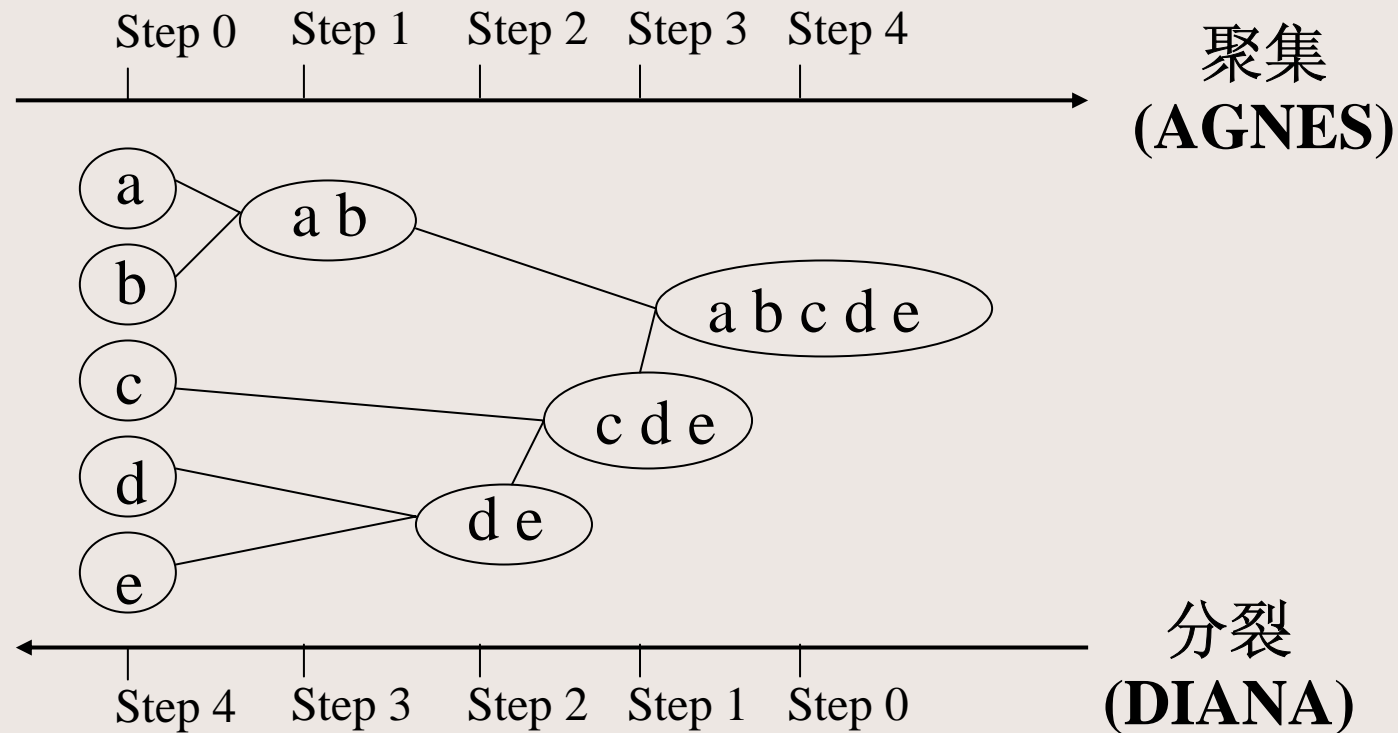 Step 0 Step 1 Step 2 Step 3 Step 4
聚集
(AGNES)
a
a b
b
a b c d e
c
c d e
d
d e
e
分裂
(DIANA)
Step 4 Step 3 Step 2 Step 1 Step 0